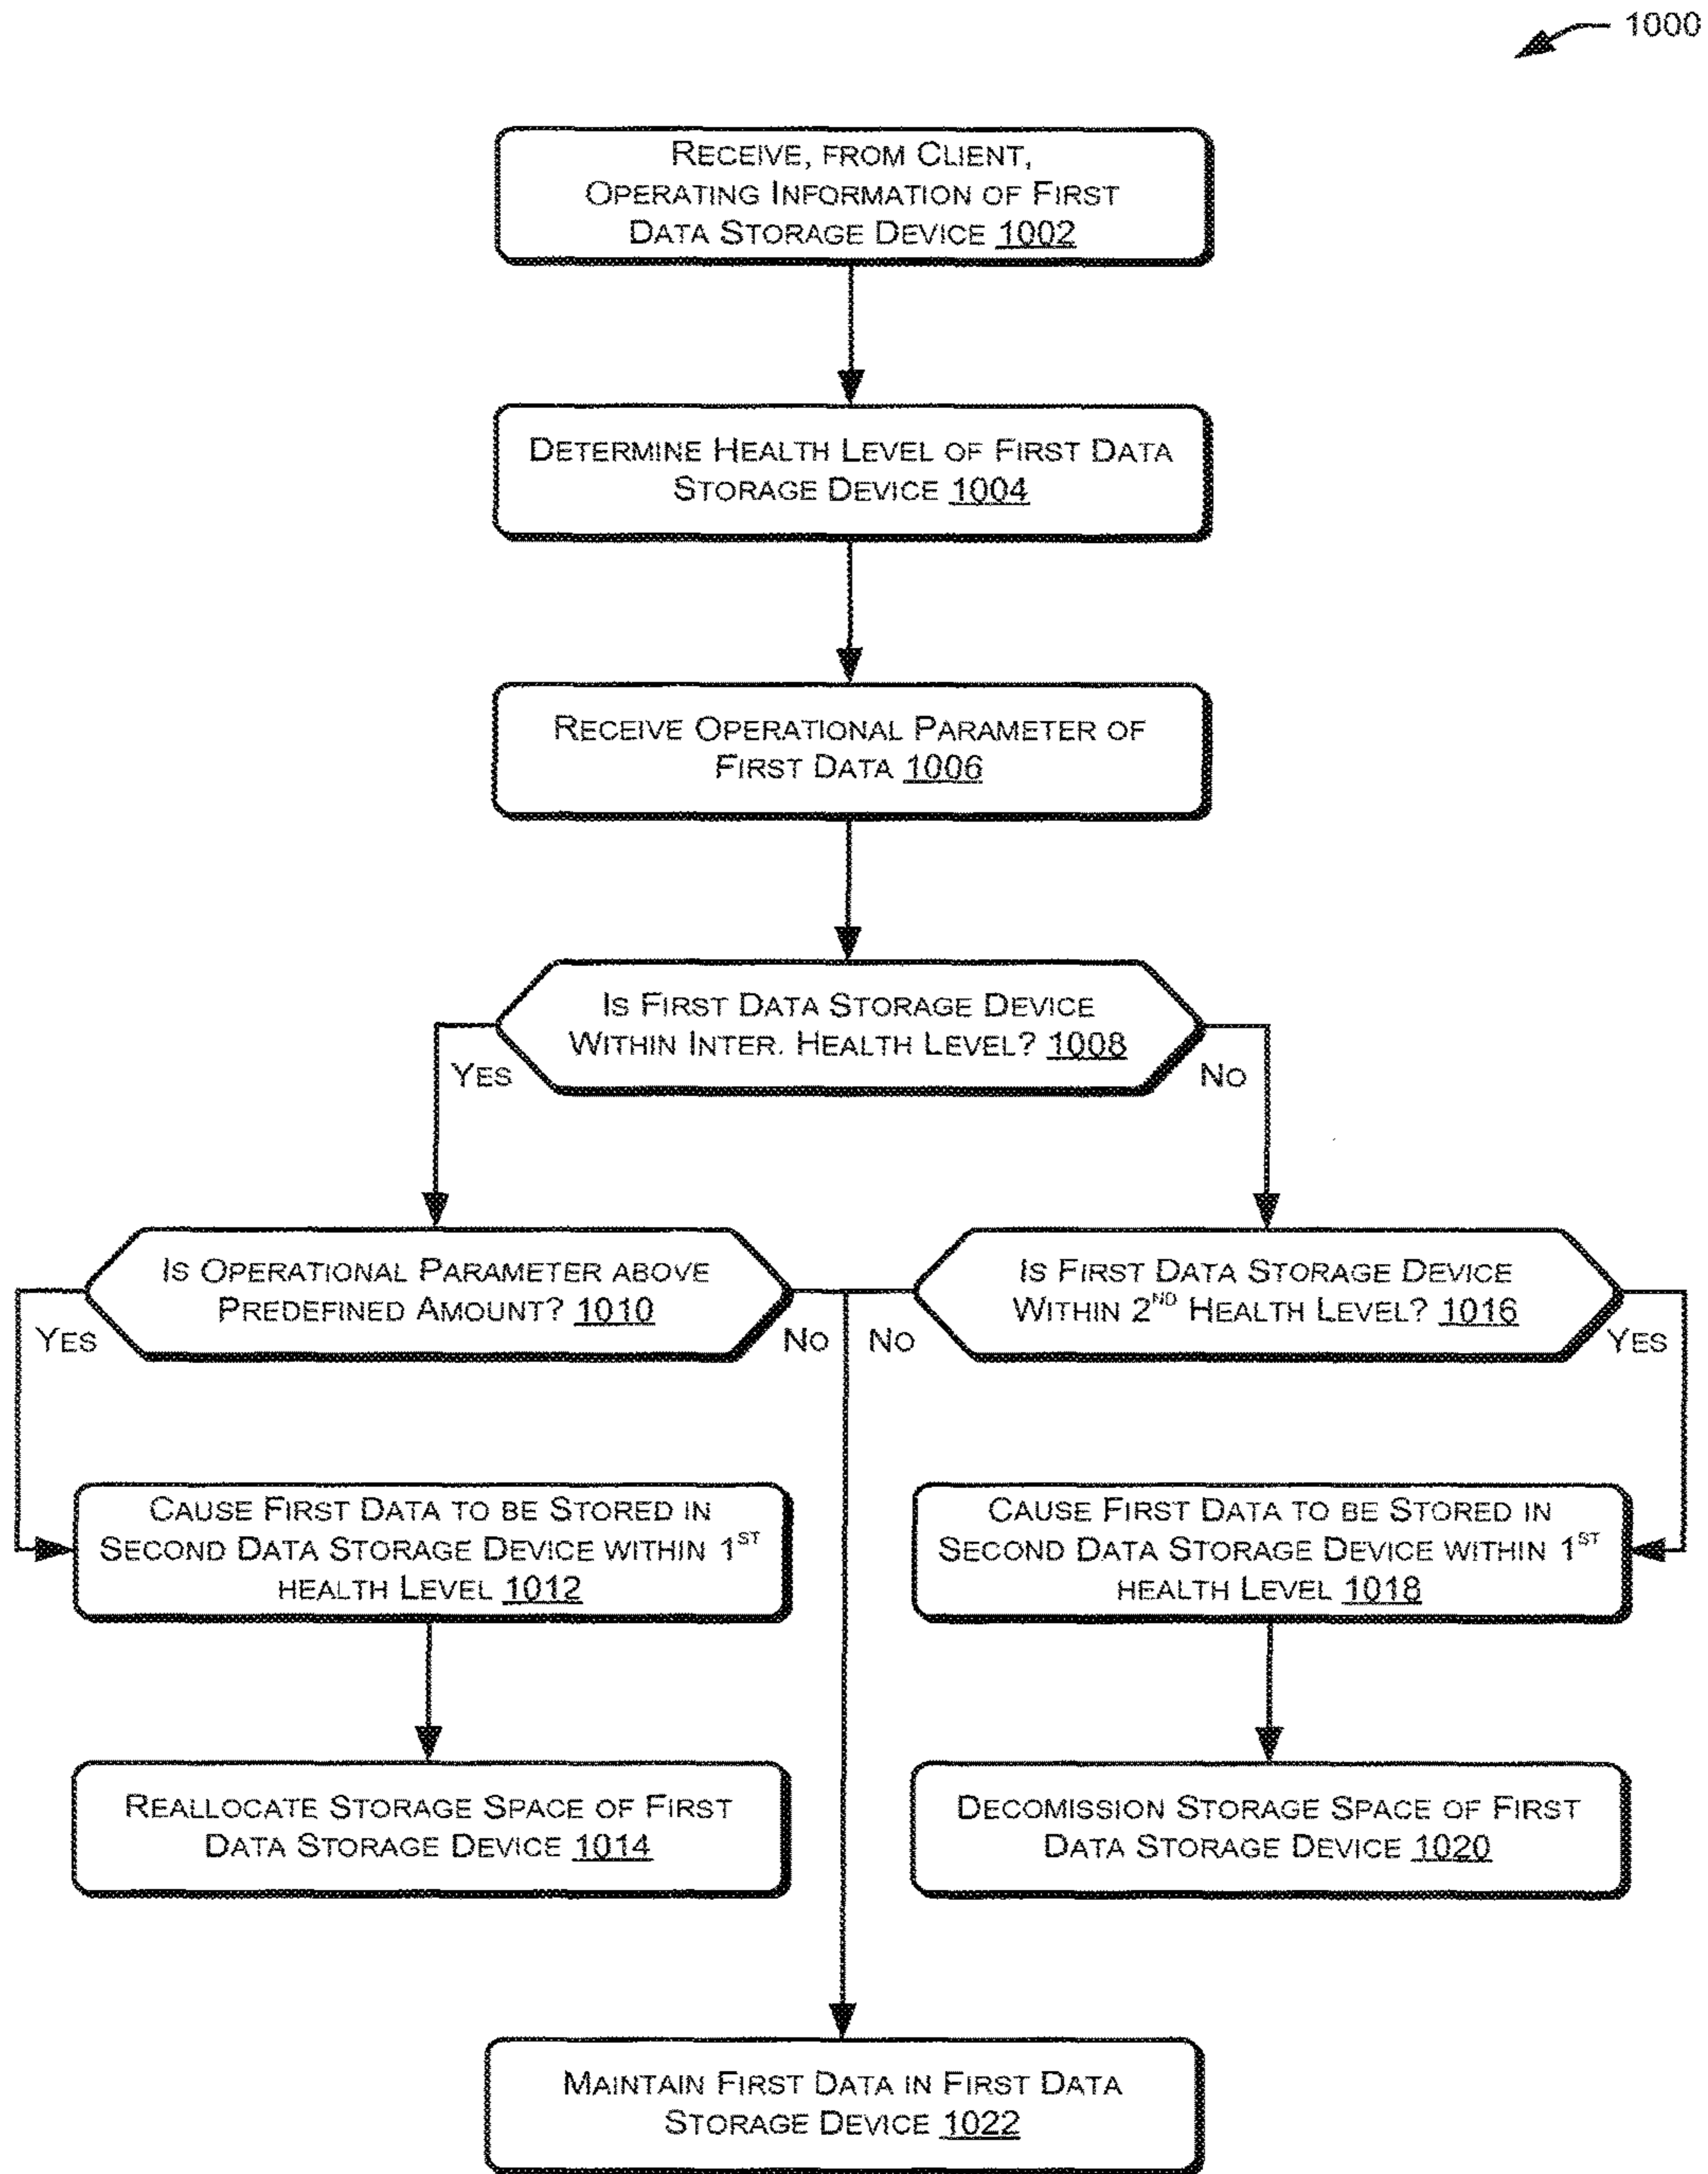 1000
RECEIVE, FROM CLIENT,
OPERATING INFORMATION OF FIRST
DATA STORAGE DEVICE 1002
DETERMINE HEALTH LEVEL OF FIRST DATA
STORAGE DEVICE 1004
RECEIVE OPERATIONAL PARAMETER OF
FIRST DATA 1006
IS FIRST DATA STORAGE DEVICE
WITHIN INTER. HEALTH LEVEL? 1008
YES
NO
IS OPERATIONAL PARAMETER ABOVE
PREDEFINED AMOUNT? 1010
YES
NO
IS FIRST DATA STORAGE DEVICE
WITHIN 2ND HEALTH LEVEL? 1016
NO
YES
CAUSE FIRST DATA TO BE STORED IN
SECOND DATA STORAGE DEVICE WITHIN 1ST
HEALTH LEVEL 1012
CAUSE FIRST DATA TO BE STORED IN
SECOND DATA STORAGE DEVICE WITHIN 1ST
HEALTH LEVEL 1018
REALLOCATE STORAGE SPACE OF FIRST
DATA STORAGE DEVICE 1014
DECOMISSION STORAGE SPACE OF FIRST
DATA STORAGE DEVICE 1020
MAINTAIN FIRST DATA IN FIRST DATA
STORAGE DEVICE 1022